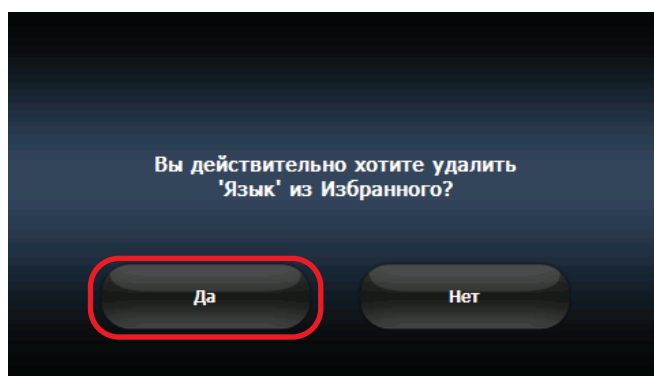 Вы действительно хотите удалить
'Язык' из Избранного?
Да
Нет